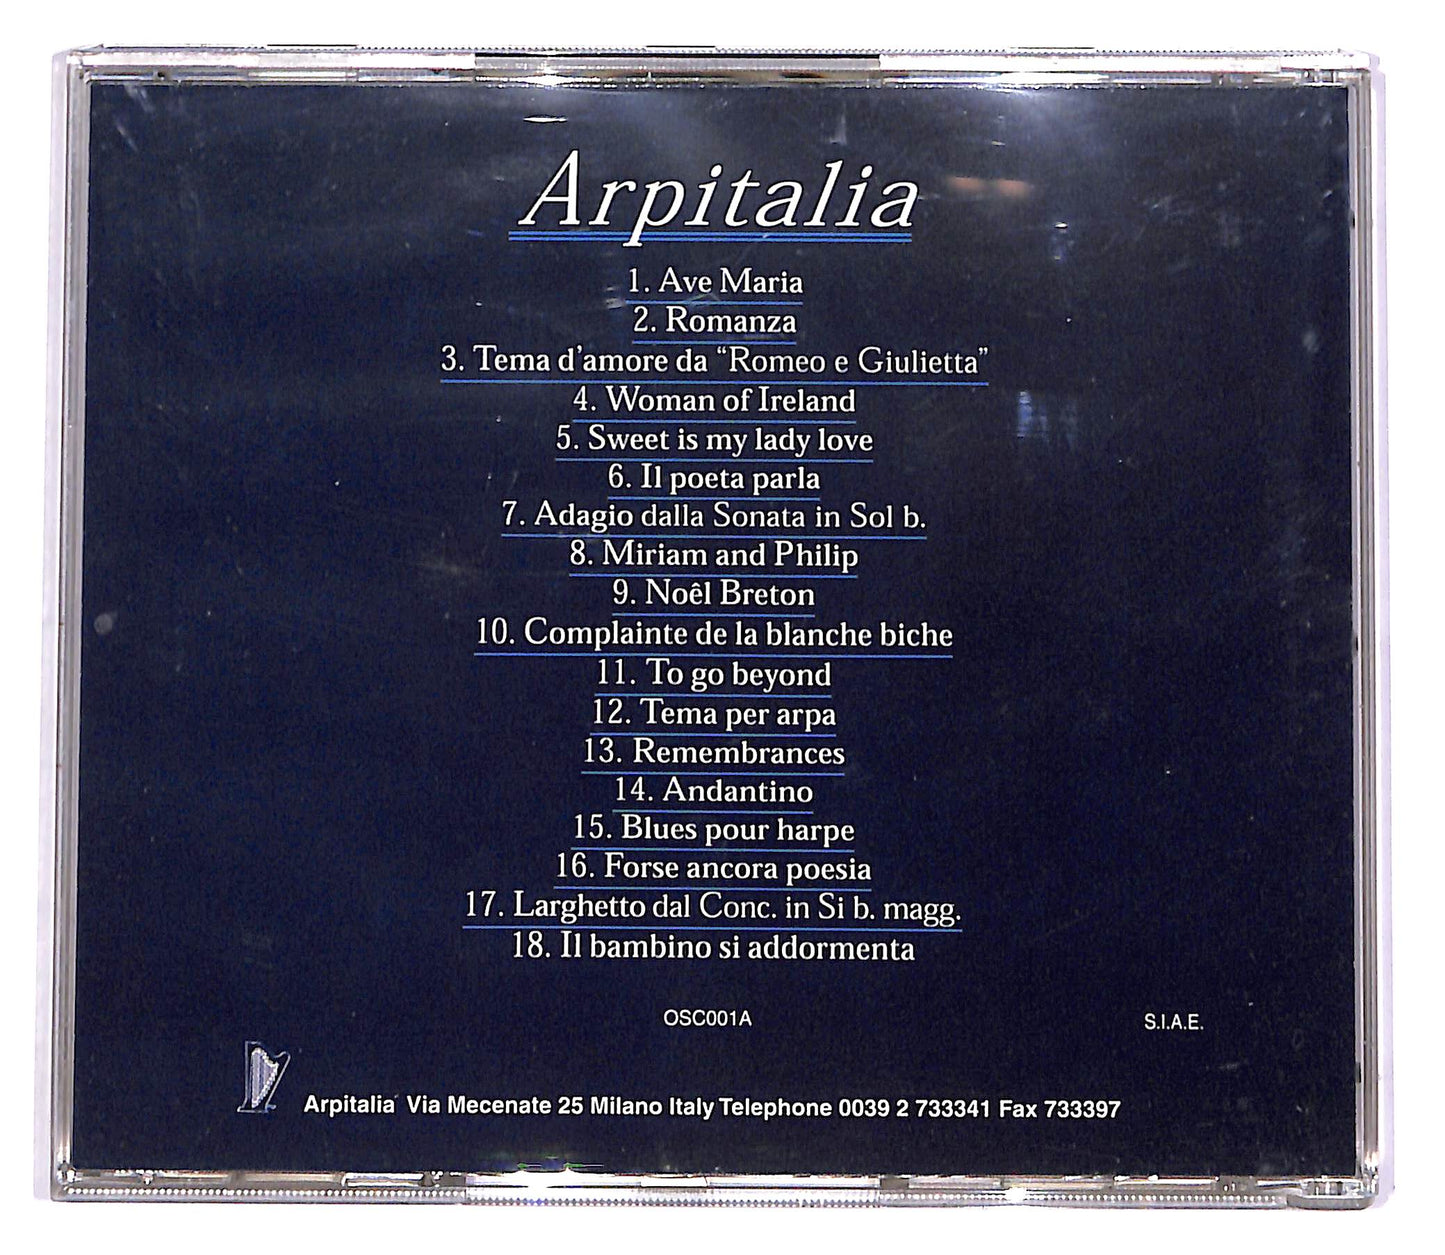 Arpitalia
1. Ave Maria
2. Romanza
3. Tema d'amore da “Romeo e Giulietta”
4. Woman of Ireland
5. Sweet is my lady love
6. Il poeta parla
7. Adagio dalla Sonata in Sol b.
8. Miriam and Philip
9. Noêl Breton
10. Complainte de la blanche biche
11. To go beyond
12. Tema per arpa
13. Remembrances
14. Andantino
15. Blues pour harpe
16. Forse ancora poesia
17. Larghetto dal Conc. in Si b. magg.
18. Il bambino si addormenta
OSC001A
S.I.A.E.
Arpitalia Via Mecenate 25 Milano Italy Telephone 0039 2 733341 Fax 733397